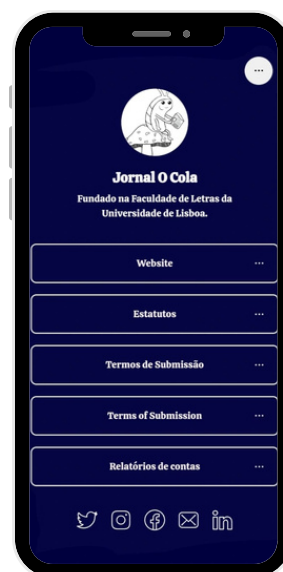 Jornal O Cola
Fundado na Faculdade de Letras da
Universidade de Lisboa.
Website
Estatutos
Termos de Submissão
Terms of Submission
Relatórios de contas